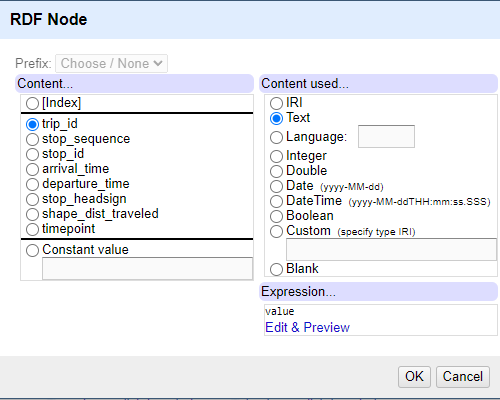 RDF Node
Prefix: Choose / None
Content...
[Index]
trip_id
stop_sequence
stop_id
arrival_time
departure_time
stop_headsign
shape_dist_traveled
timepoint
Constant value
Content used...
IRI
Text
Language:
Integer
Double
Date (yyyy-MM-dd)
DateTime (yyyy-MM-ddTHH:mm:ss.SSS)
Boolean
Custom (specify type IRI)
Blank
Expression...
value
Edit & Preview
OK Cancel